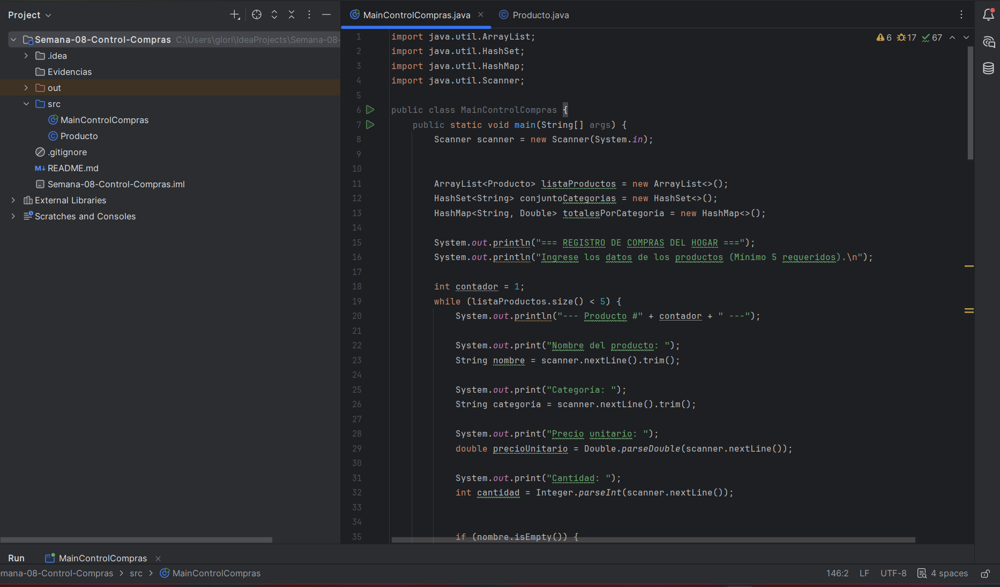 Project
Semana-08-Control-Compras C:\Users\glori\IdeaProjects\Semana-08-
.idea
Evidencias
out
src
MainControlCompras
Producto
.gitignore
M↓ README.md
Semana-08-Control-Compras.iml
External Libraries
Scratches and Consoles
MainControlCompras.java
Producto.java
6 17 67
1 import java.util.ArrayList;
2 import java.util.HashSet;
3 import java.util.HashMap;
4 import java.util.Scanner;
5
6 public class MainControlCompras {
7 public static void main(String[] args) {
8 Scanner scanner = new Scanner(System.in);
9
10
11 ArrayList<Producto> listaProductos = new ArrayList<>();
12 HashSet<String> conjuntoCategorias = new HashSet<>();
13 HashMap<String, Double> totalesPorCategoria = new HashMap<>();
14
15 System.out.println("=== REGISTRO DE COMPRAS DEL HOGAR ===");
16 System.out.println("Ingrese los datos de los productos (Mínimo 5 requeridos).\n");
17
18 int contador = 1;
19 while (listaProductos.size() < 5) {
20 System.out.println("--- Producto #" + contador + " ---");
21
22 System.out.print("Nombre del producto: ");
23 String nombre = scanner.nextLine().trim();
24
25 System.out.print("Categoría: ");
26 String categoria = scanner.nextLine().trim();
27
28 System.out.print("Precio unitario: ");
29 double precioUnitario = Double.parseDouble(scanner.nextLine());
30
31 System.out.print("Cantidad: ");
32 int cantidad = Integer.parseInt(scanner.nextLine());
33
34
35 if (nombre.isEmpty()) {
Run MainControlCompras
emana-08-Control-Compras > src > MainControlCompras
146:2 LF UTF-8 4 spaces